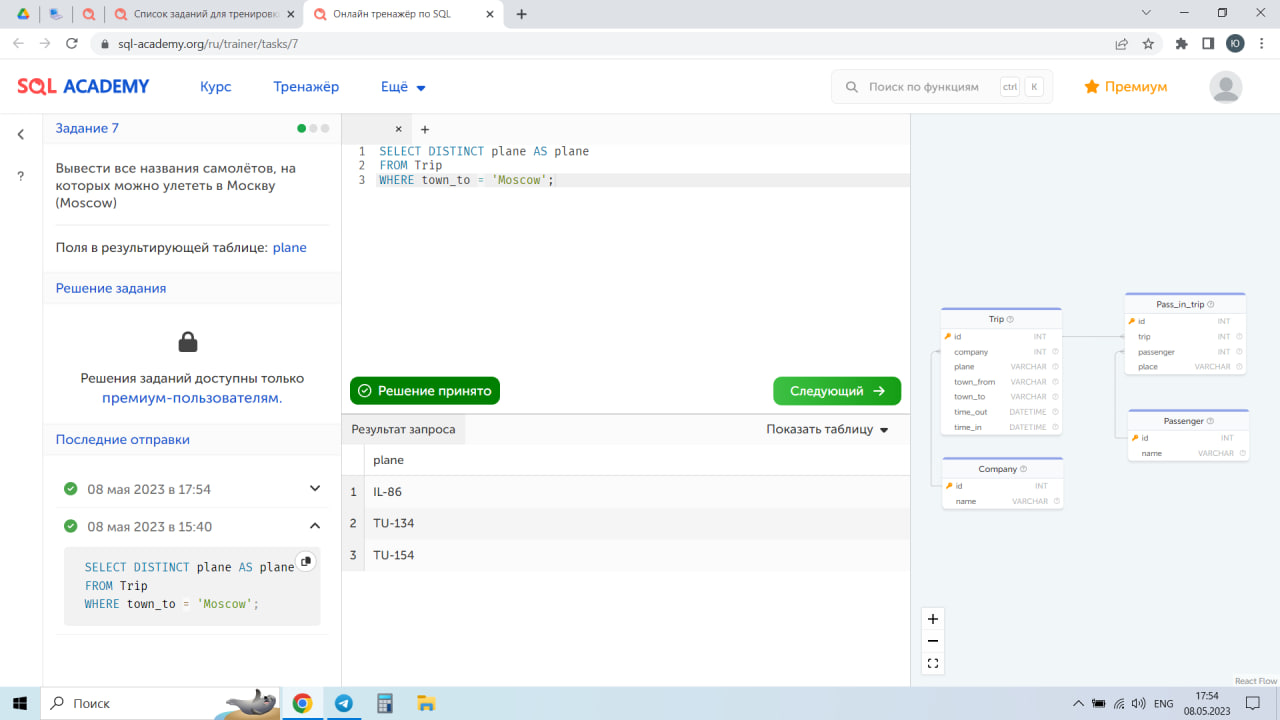 Список заданий для тренировк
Онлайн тренажёр по SQL
sql-academy.org/ru/trainer/tasks/7
Ю
SQL ACADEMY
Курс
Тренажёр
Ещё
Поиск по функциям
ctrl
K
Премиум
Задание 7
?
Вывести все названия самолётов, на
которых можно улететь в Москву
(Moscow)
Поля в результирующей таблице: plane
Решение задания
Решения заданий доступны только
премиум-пользователям.
Последние отправки
08 мая 2023 в 17:54
08 мая 2023 в 15:40
SELECT DISTINCT plane AS plane
FROM Trip
WHERE town_to = 'Moscow';
1 SELECT DISTINCT plane AS plane
2 FROM Trip
3 WHERE town_to = 'Moscow';
Решение принято
Следующий
Результат запроса
Показать таблицу
plane
1 IL-86
2 TU-134
3 TU-154
Trip
id INT
company INT
plane VARCHAR
town_from VARCHAR
town_to VARCHAR
time_out DATETIME
time_in DATETIME
Pass_in_trip
id INT
trip INT
passenger INT
place VARCHAR
Company
id INT
name VARCHAR
Passenger
id INT
name VARCHAR
React Flow
Поиск
ENG
17:54
08.05.2023